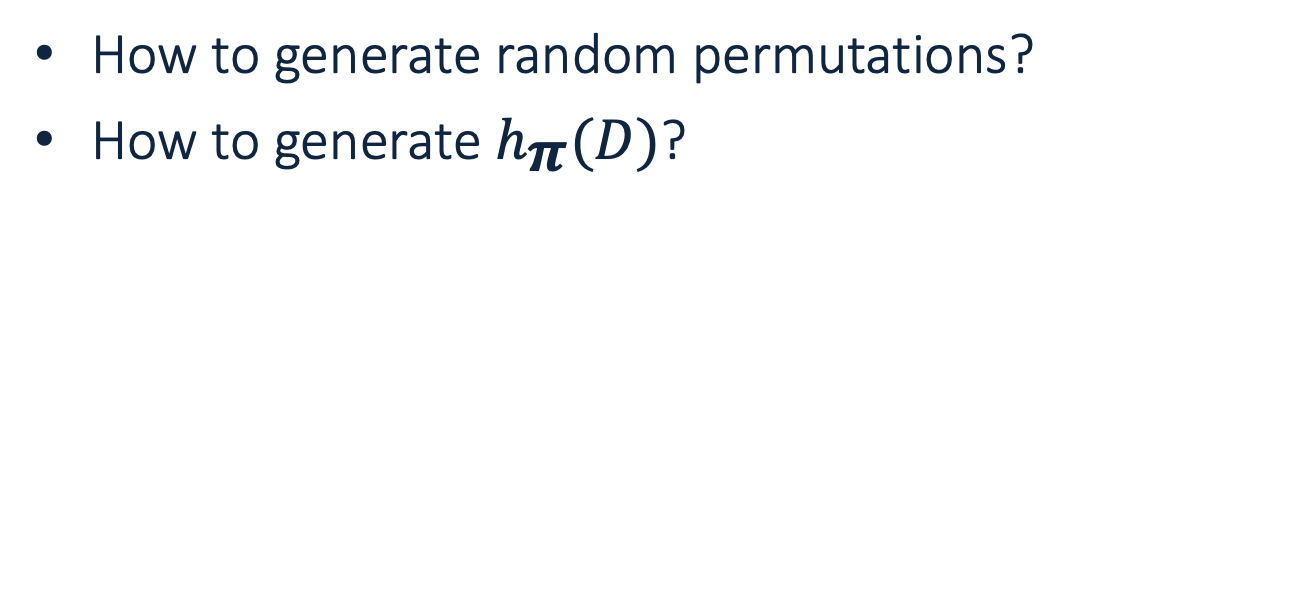 • How to generate random permutations?
• How to generate h𝝅(D)?